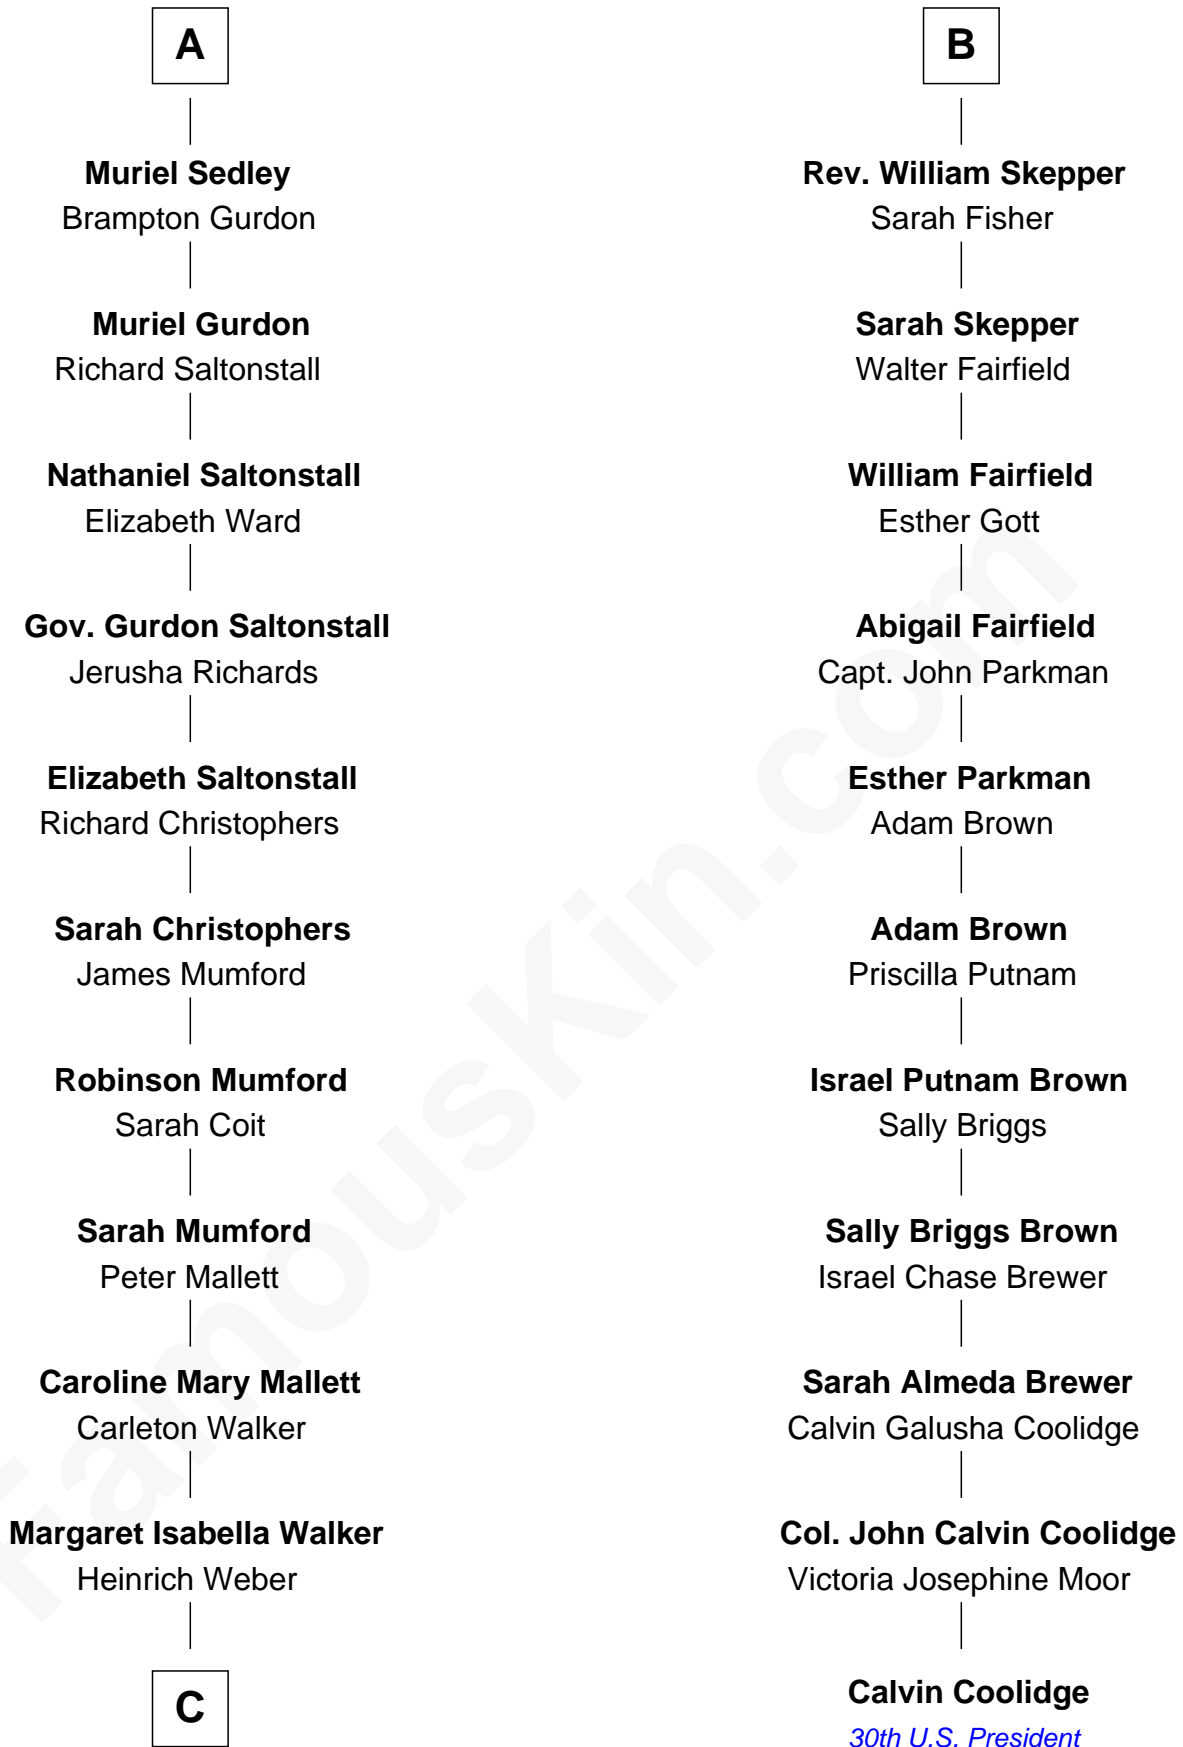 A
Muriel Sedley
Brampton Gurdon
Muriel Gurdon
Richard Saltonstall
Nathaniel Saltonstall
Elizabeth Ward
Gov. Gurdon Saltonstall
Jerusha Richards
Elizabeth Saltonstall
Richard Christophers
Sarah Christophers
James Mumford
Robinson Mumford
Sarah Coit
Sarah Mumford
Peter Mallett
Caroline Mary Mallett
Carleton Walker
Margaret Isabella Walker
Heinrich Weber
C
B
Rev. William Skepper
Sarah Fisher
Sarah Skepper
Walter Fairfield
William Fairfield
Esther Gott
Abigail Fairfield
Capt. John Parkman
Esther Parkman
Adam Brown
Adam Brown
Priscilla Putnam
Israel Putnam Brown
Sally Briggs
Sally Briggs Brown
Israel Chase Brewer
Sarah Almeda Brewer
Calvin Galusha Coolidge
Col. John Calvin Coolidge
Victoria Josephine Moor
Calvin Coolidge
30th U.S. President
FamousKin.com